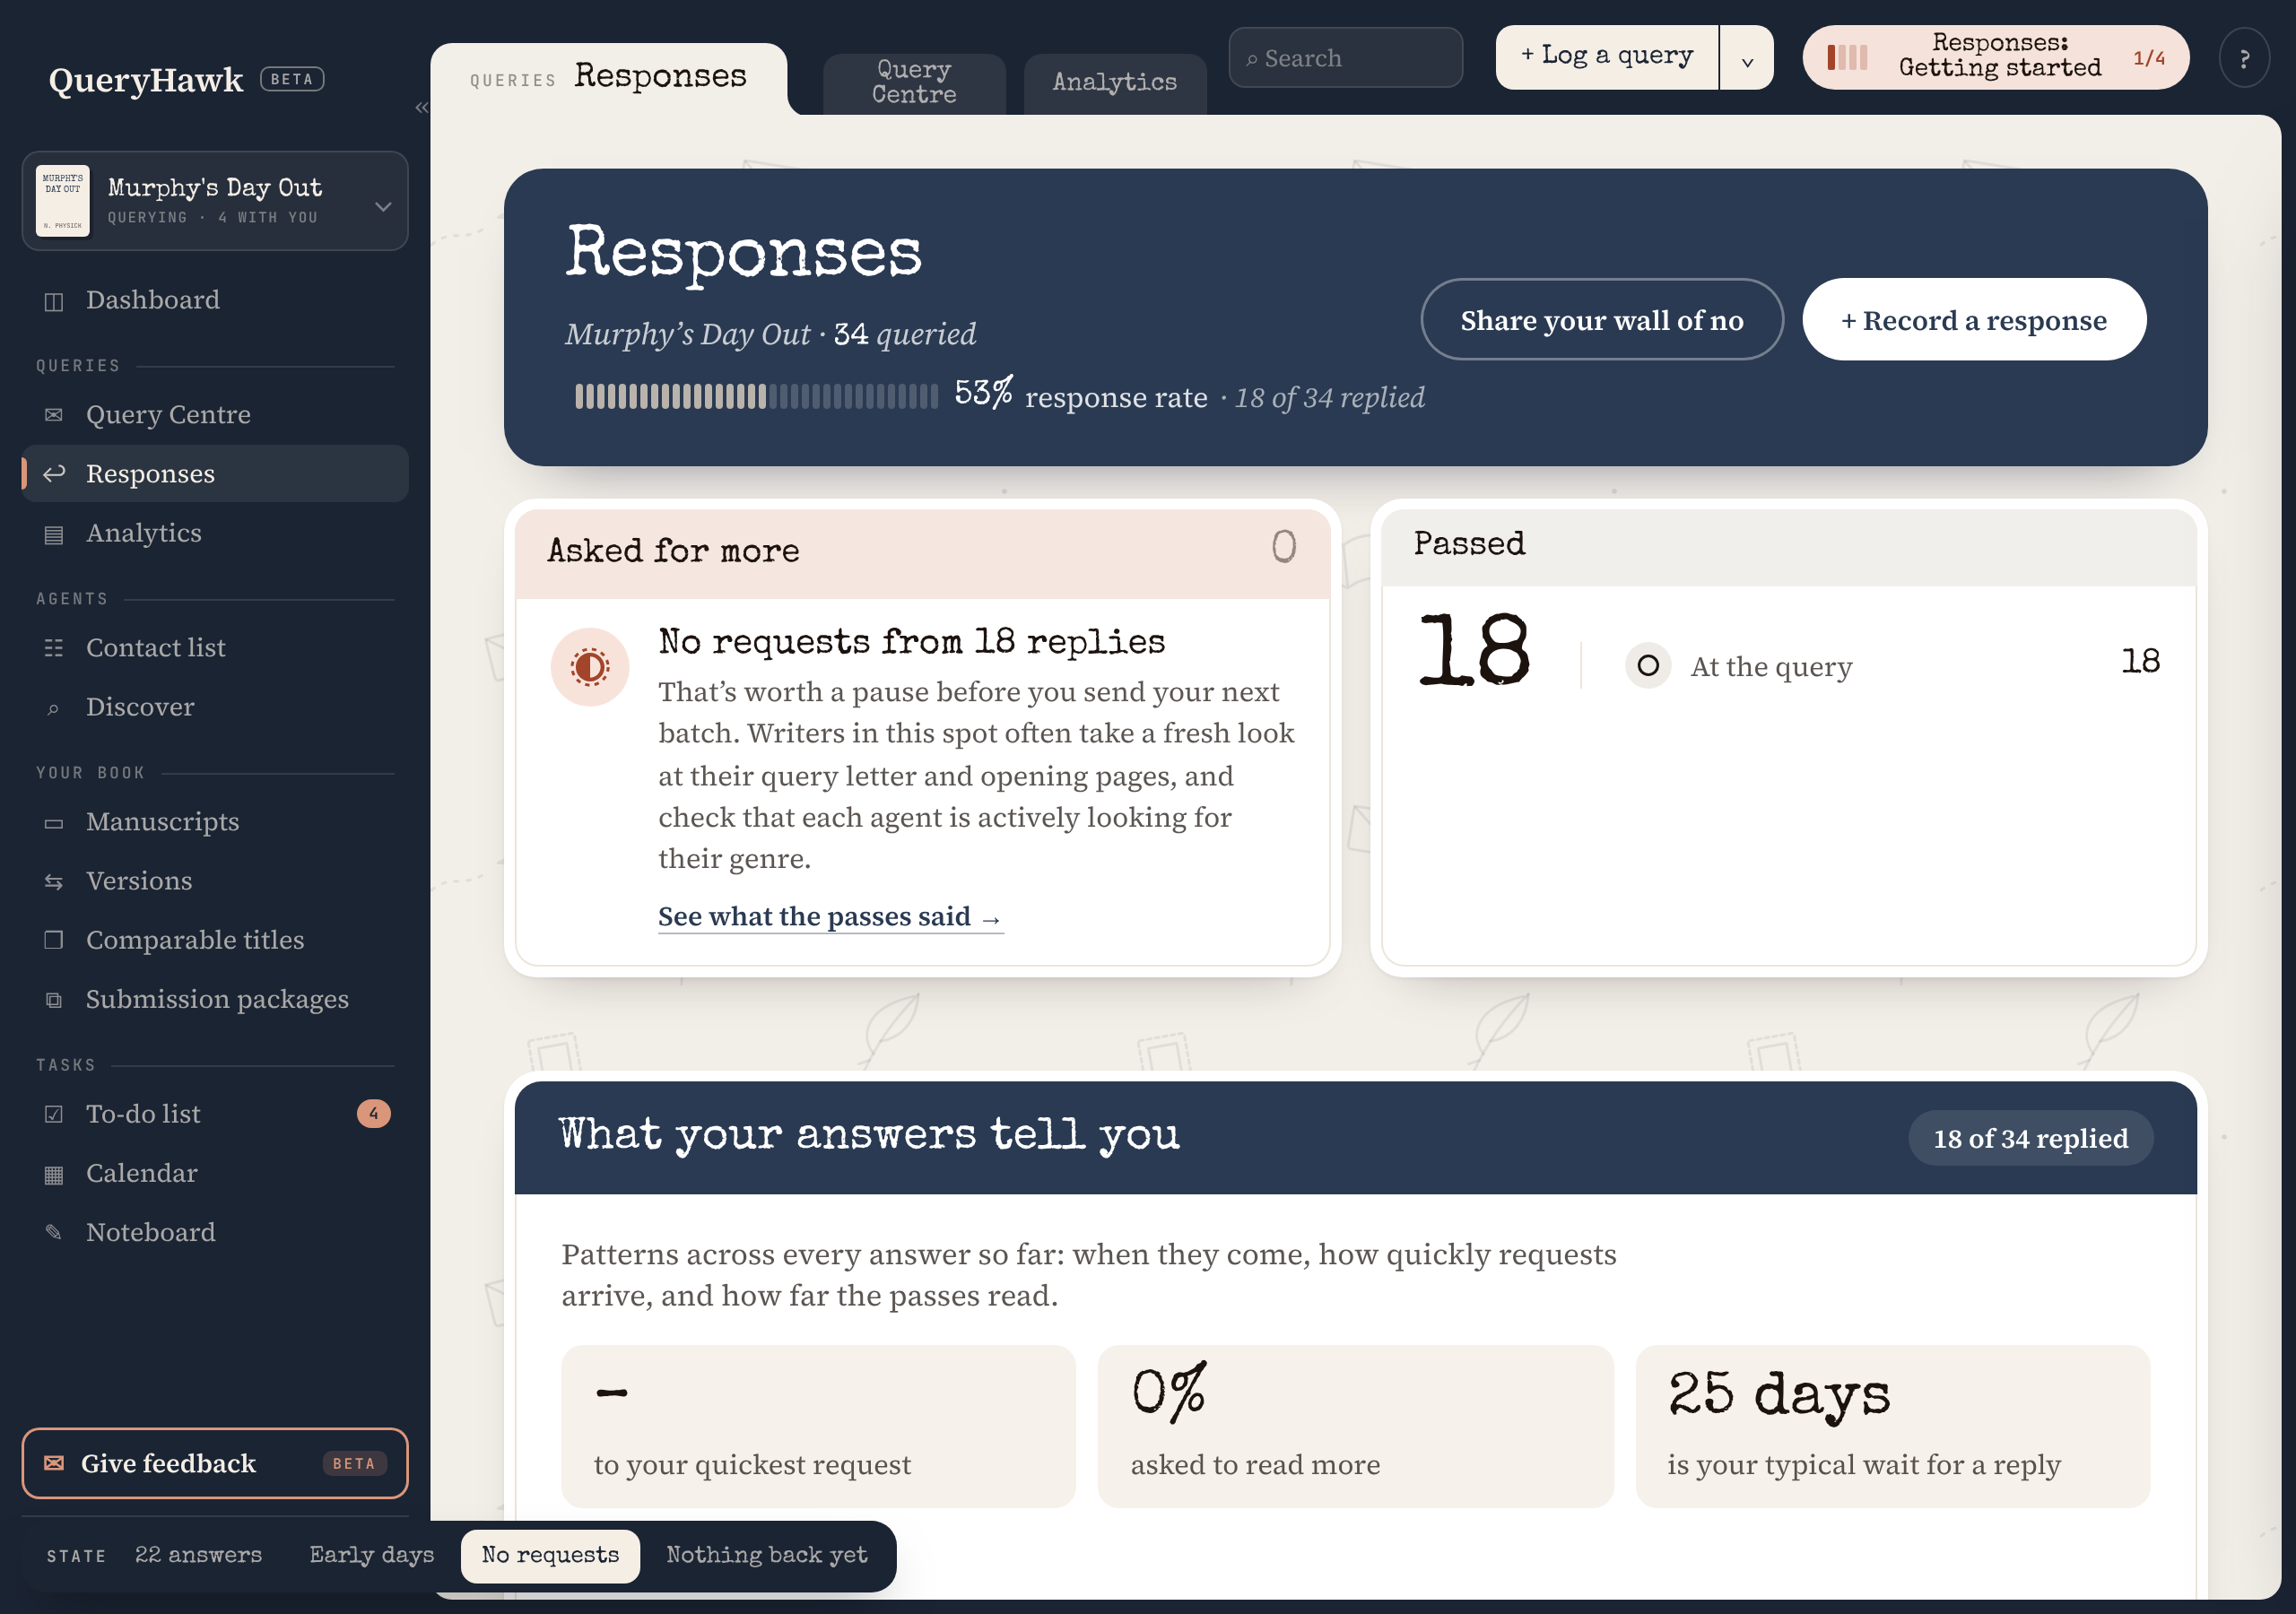 QueryHawk BETA
«
MURPHY'S
DAY OUT
N. PHYSICK
Murphy's Day Out
QUERYING · 4 WITH YOU
Dashboard
QUERIES
Query Centre
Responses
Analytics
AGENTS
Contact list
Discover
YOUR BOOK
Manuscripts
Versions
Comparable titles
Submission packages
TASKS
To-do list 4
Calendar
Noteboard
Give feedback BETA
QUERIES Responses
Query
Centre
Analytics
Search
+ Log a query
Responses:
Getting started
1/4
?
Responses
Murphy’s Day Out · 34 queried
53% response rate · 18 of 34 replied
Share your wall of no
+ Record a response
Asked for more 0
No requests from 18 replies
That’s worth a pause before you send your next
batch. Writers in this spot often take a fresh look
at their query letter and opening pages, and
check that each agent is actively looking for
their genre.
See what the passes said →
Passed
18
At the query 18
What your answers tell you
18 of 34 replied
Patterns across every answer so far: when they come, how quickly requests
arrive, and how far the passes read.
–
to your quickest request
0%
asked to read more
25 days
is your typical wait for a reply
STATE 22 answers Early days No requests Nothing back yet